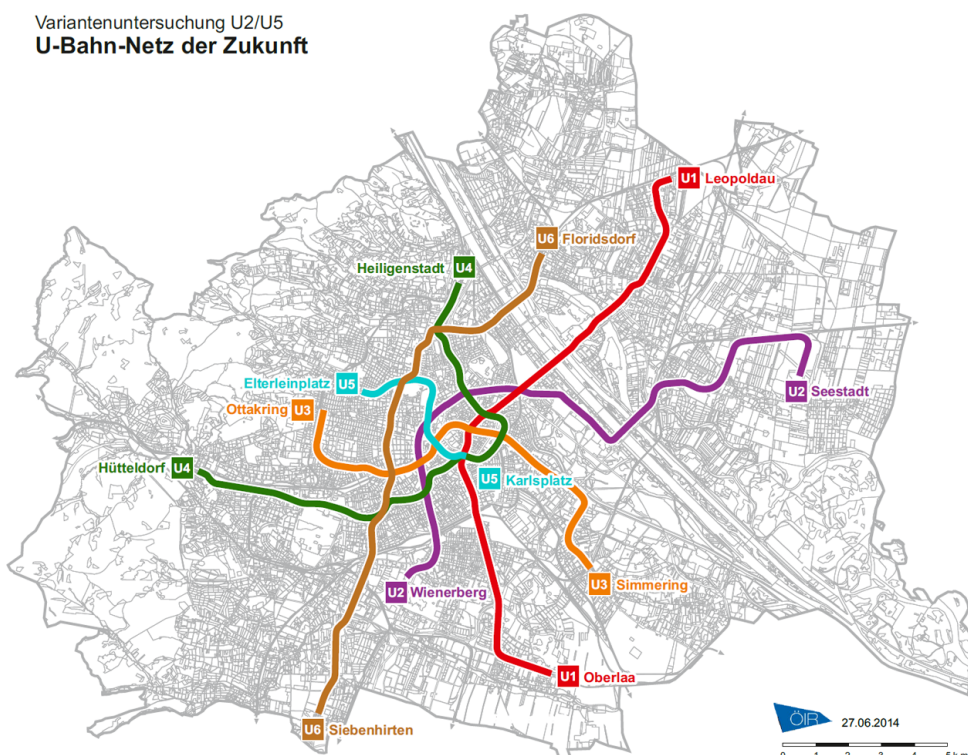 Variantenuntersuchung U2/U5
U-Bahn-Netz der Zukunft
U1 Leopoldau
U6 Floridsdorf
Heiligenstadt U4
Elterleinplatz U5
U2 Seestadt
Ottakring U3
Hütteldorf U4
U5 Karlsplatz
U3 Simmering
U2 Wienerberg
U1 Oberlaa
U6 Siebenhirten
ÖIR 27.06.2014
0 1 2 3 4